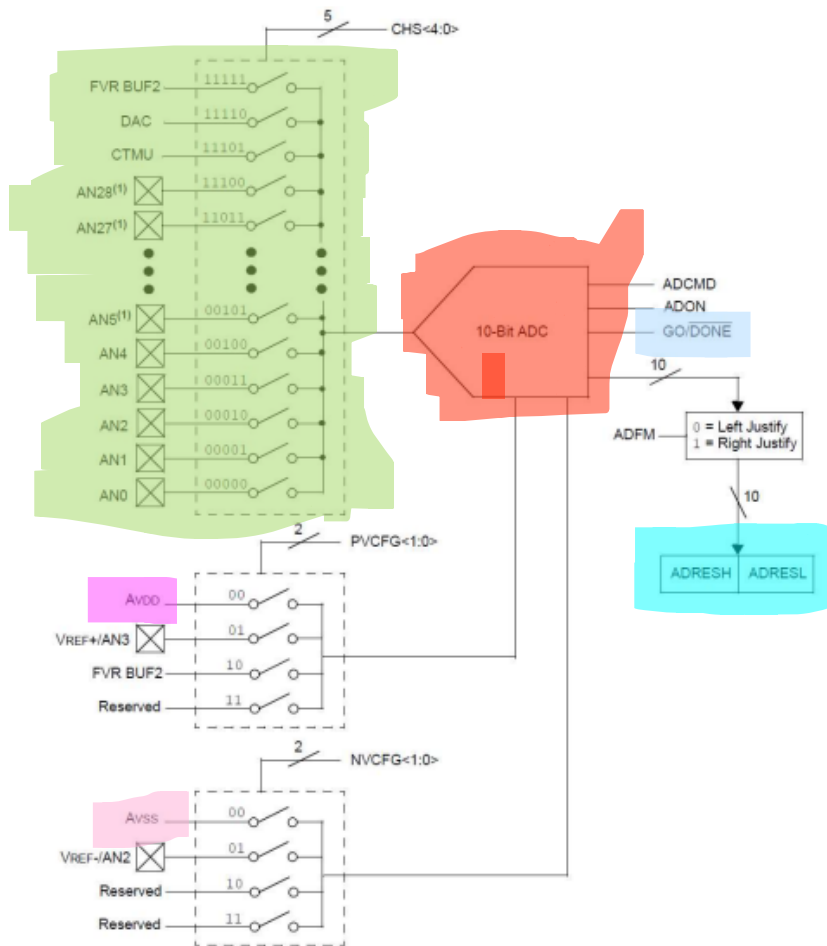 5 CHS<4:0>
FVR BUF2 11111
DAC 11110
CTMU 11101
AN28(1) 11100
AN27(1) 11011
ADCMD
ADON
AN5(1) 00101
10-Bit ADC
GO/DONE
AN4 00100
10
AN3 00011
AN2 00010
ADFM
0 = Left Justify
1 = Right Justify
AN1 00001
AN0 00000
10
2 PVCFG<1:0>
ADRESH ADRESL
AVDD 00
VREF+/AN3 01
FVR BUF2 10
Reserved 11
2 NVCFG<1:0>
AVSS 00
VREF-/AN2 01
Reserved 10
Reserved 11